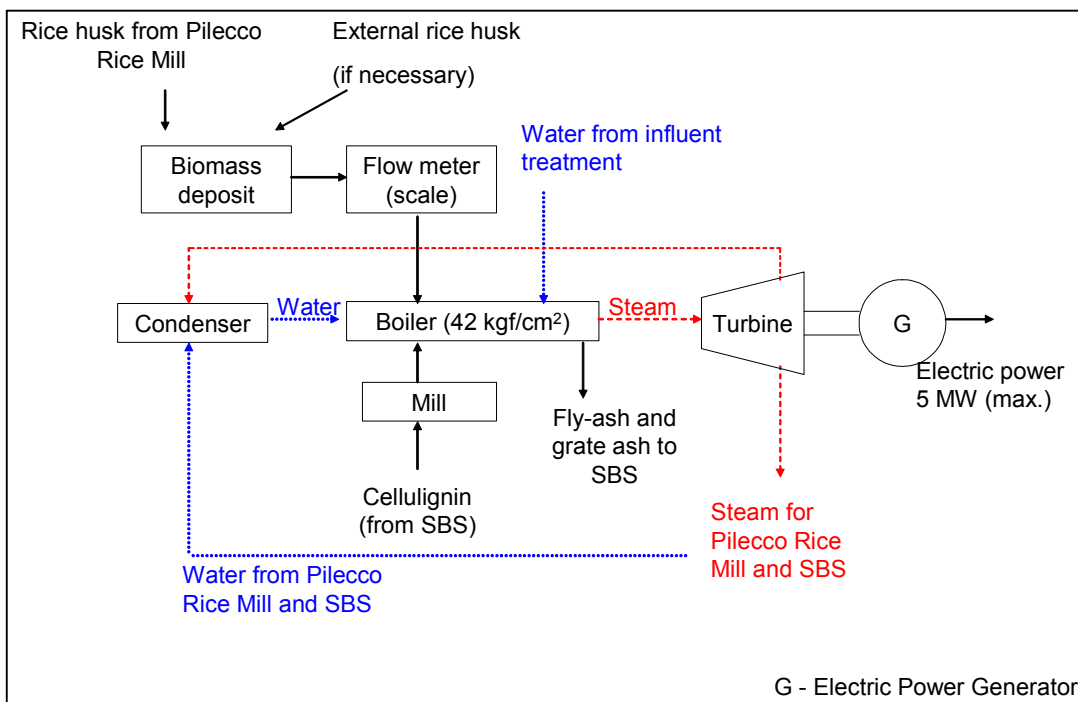 Rice husk from Pilecco
Rice Mill
External rice husk
(if necessary)
Water from influent
treatment
Biomass
deposit
Flow meter
(scale)
Condenser
Water
Boiler (42 kgf/cm²)
Steam
Turbine
G
Electric power
5 MW (max.)
Mill
Fly-ash and
grate ash to
SBS
Cellulignin
(from SBS)
Steam for
Pilecco Rice
Mill and SBS
Water from Pilecco
Rice Mill and SBS
G - Electric Power Generator